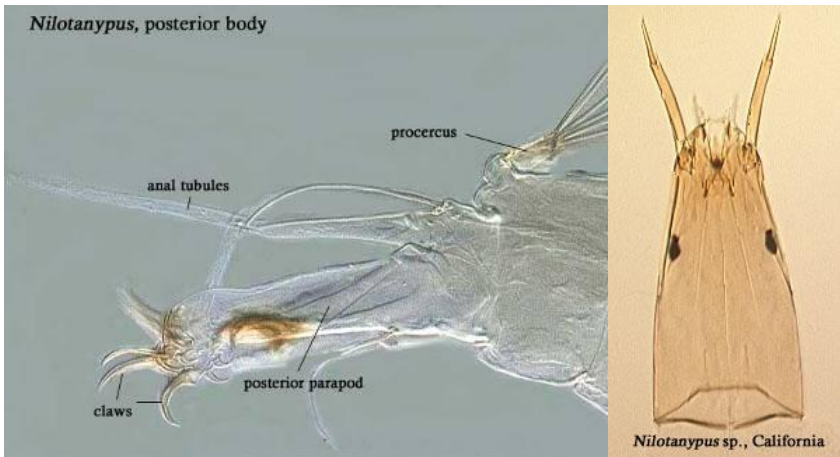 Nilotanypus, posterior body
procercus
anal tubules
posterior parapod
claws
Nilotanypus sp., California